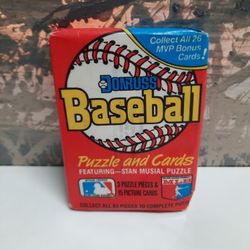 Collect All 26
MVP Bonus
Cards!
DONRUSS
Baseball
Puzzle and Cards
FEATURING—STAN MUSIAL PUZZLE
3 PUZZLE PIECES &
15 PICTURE CARDS
COLLECT ALL 63 PIECES TO COMPLETE PUZZLE